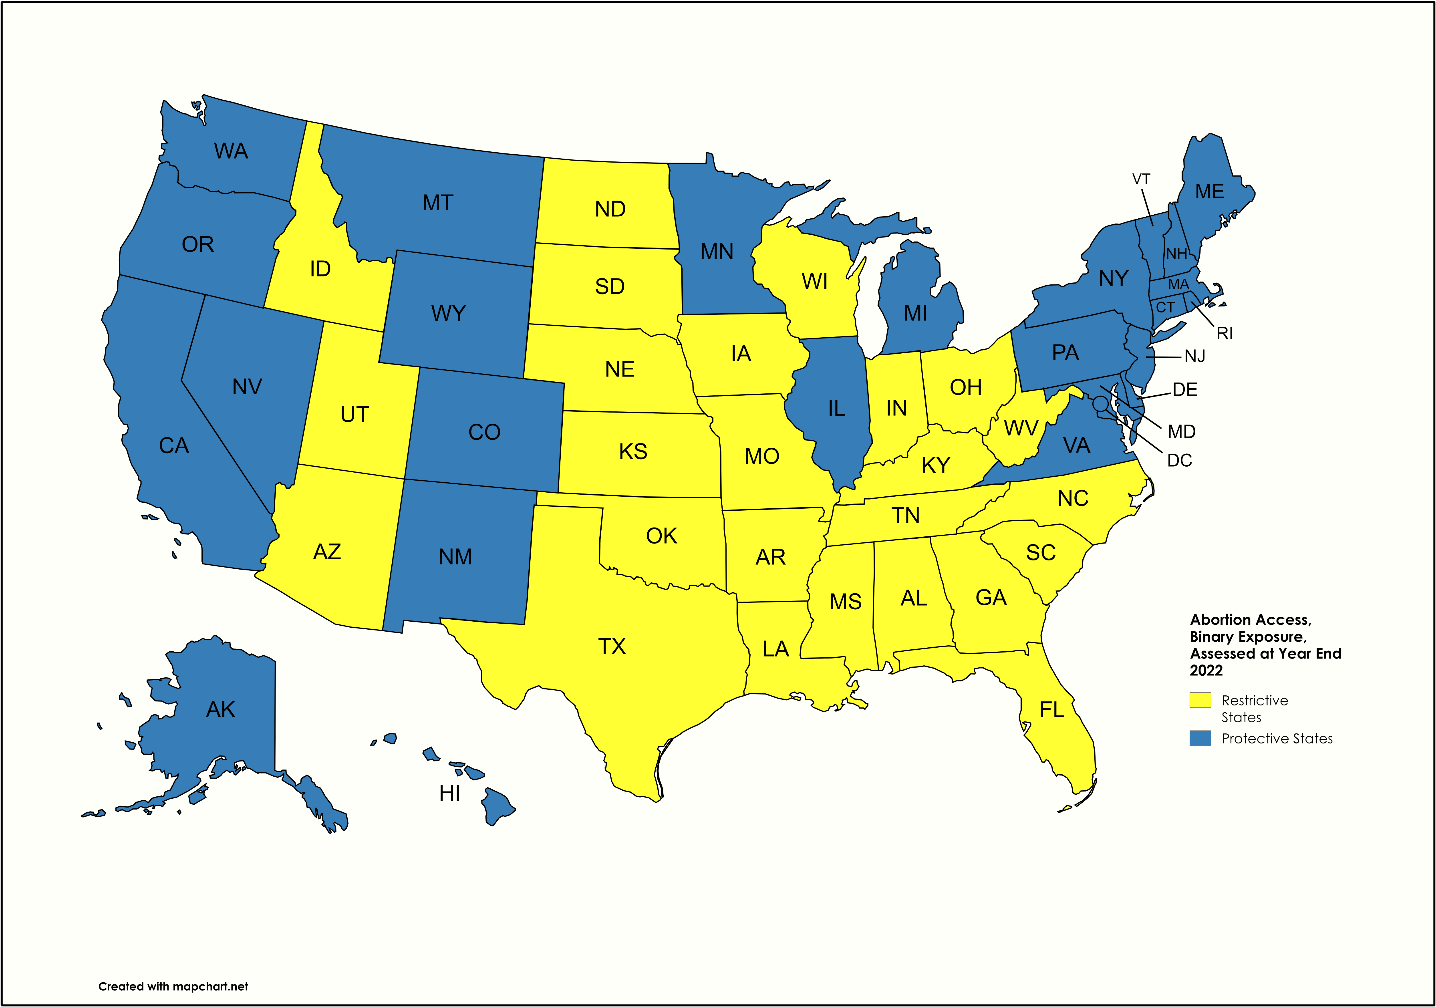 WA
MT
ND
MN
VT
ME
OR
ID
SD
WI
NY
NH
MA
WY
MI
CT
RI
IA
PA
NJ
NV
NE
OH
DE
UT
CO
IL
IN
WV
MD
CA
KS
MO
KY
VA
DC
NC
AZ
NM
OK
TN
AR
SC
TX
MS
AL
GA
LA
AK
FL
HI
Abortion Access,
Binary Exposure,
Assessed at Year End
2022
Restrictive
States
Protective States
Created with mapchart.net